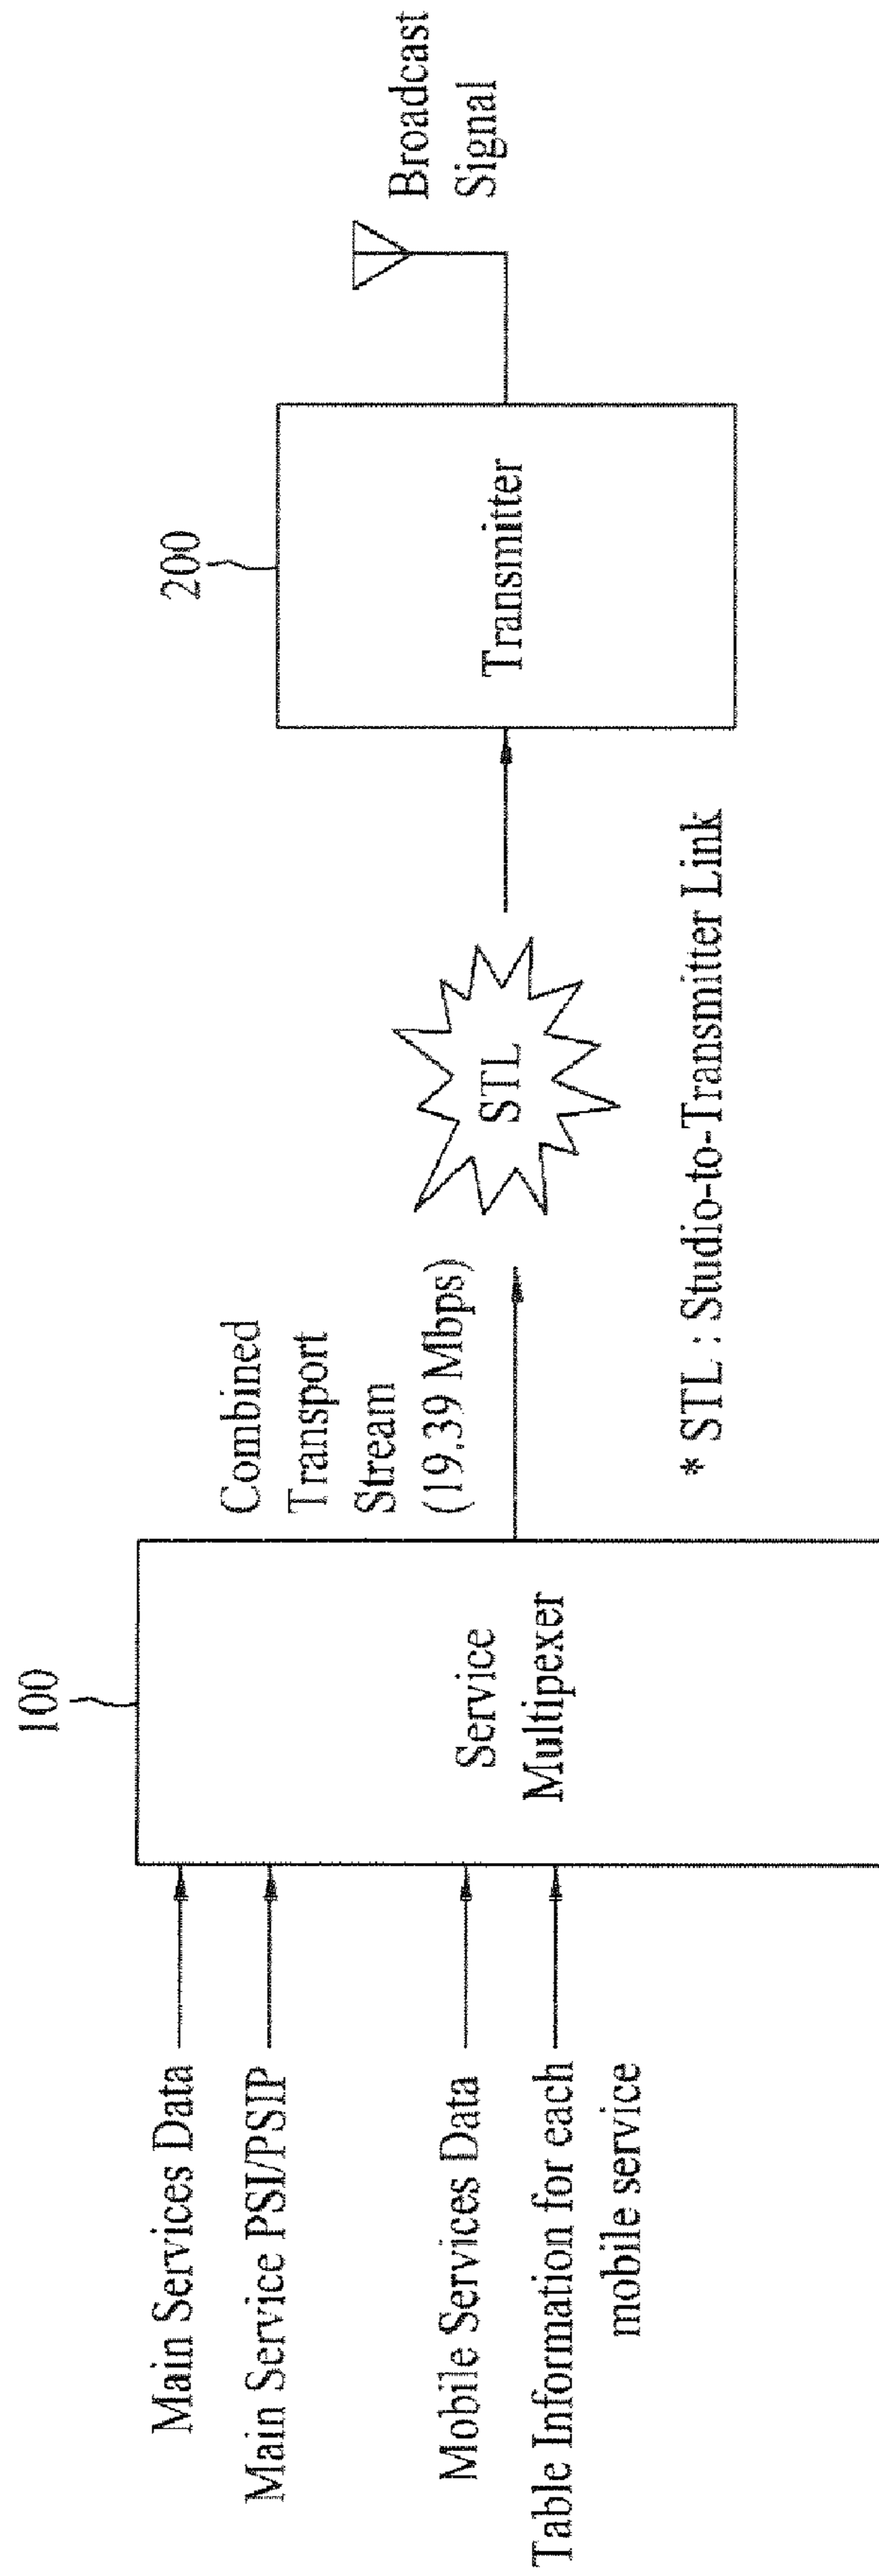 100
200
Main Services Data
Main Service PSI/PSIP
Mobile Services Data
Table Information for each
mobile service
Service
Multipexer
Combined
Transport
Stream
(19.39 Mbps)
STL
Transmitter
Broadcast
Signal
* STL : Studio-to-Transmitter Link